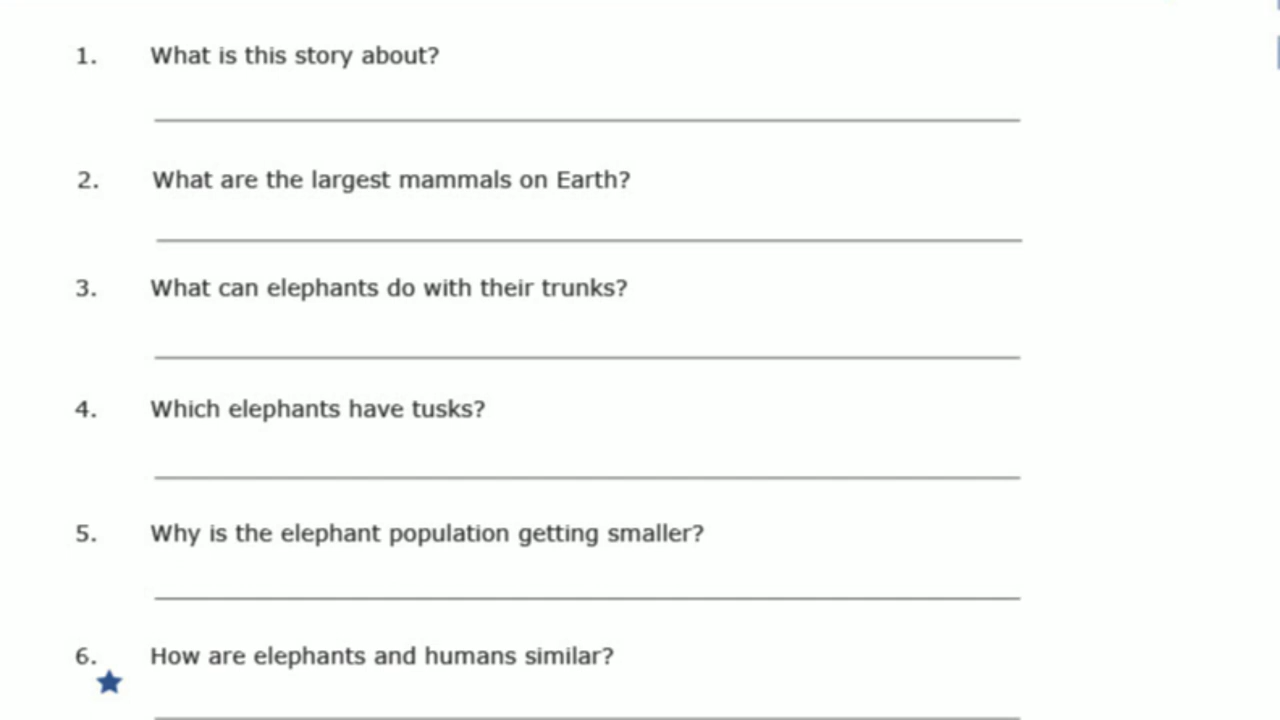 1. What is this story about?
2. What are the largest mammals on Earth?
3. What can elephants do with their trunks?
4. Which elephants have tusks?
5. Why is the elephant population getting smaller?
6. How are elephants and humans similar?